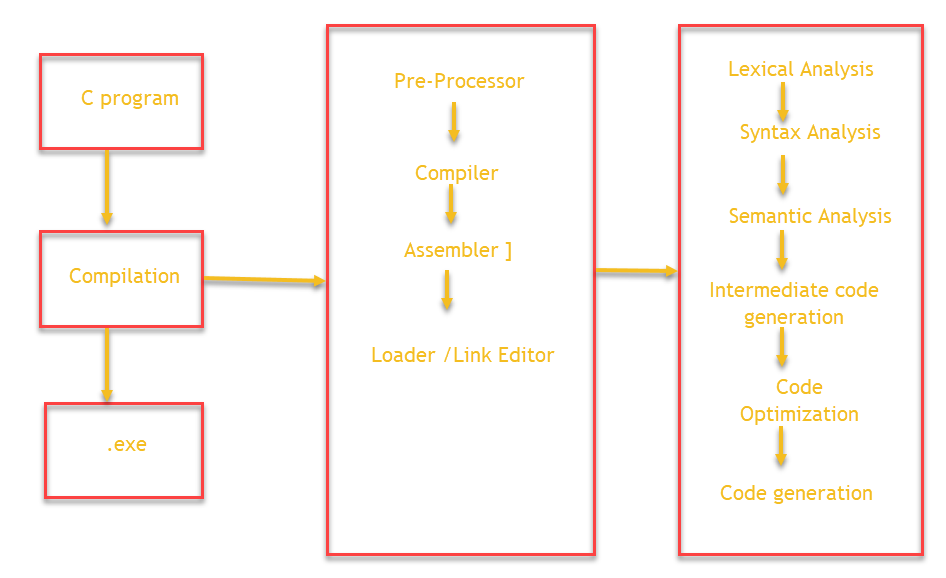 C program
Compilation
.exe
Pre-Processor
Compiler
Assembler ]
Loader /Link Editor
Lexical Analysis
Syntax Analysis
Semantic Analysis
Intermediate code
generation
Code
Optimization
Code generation